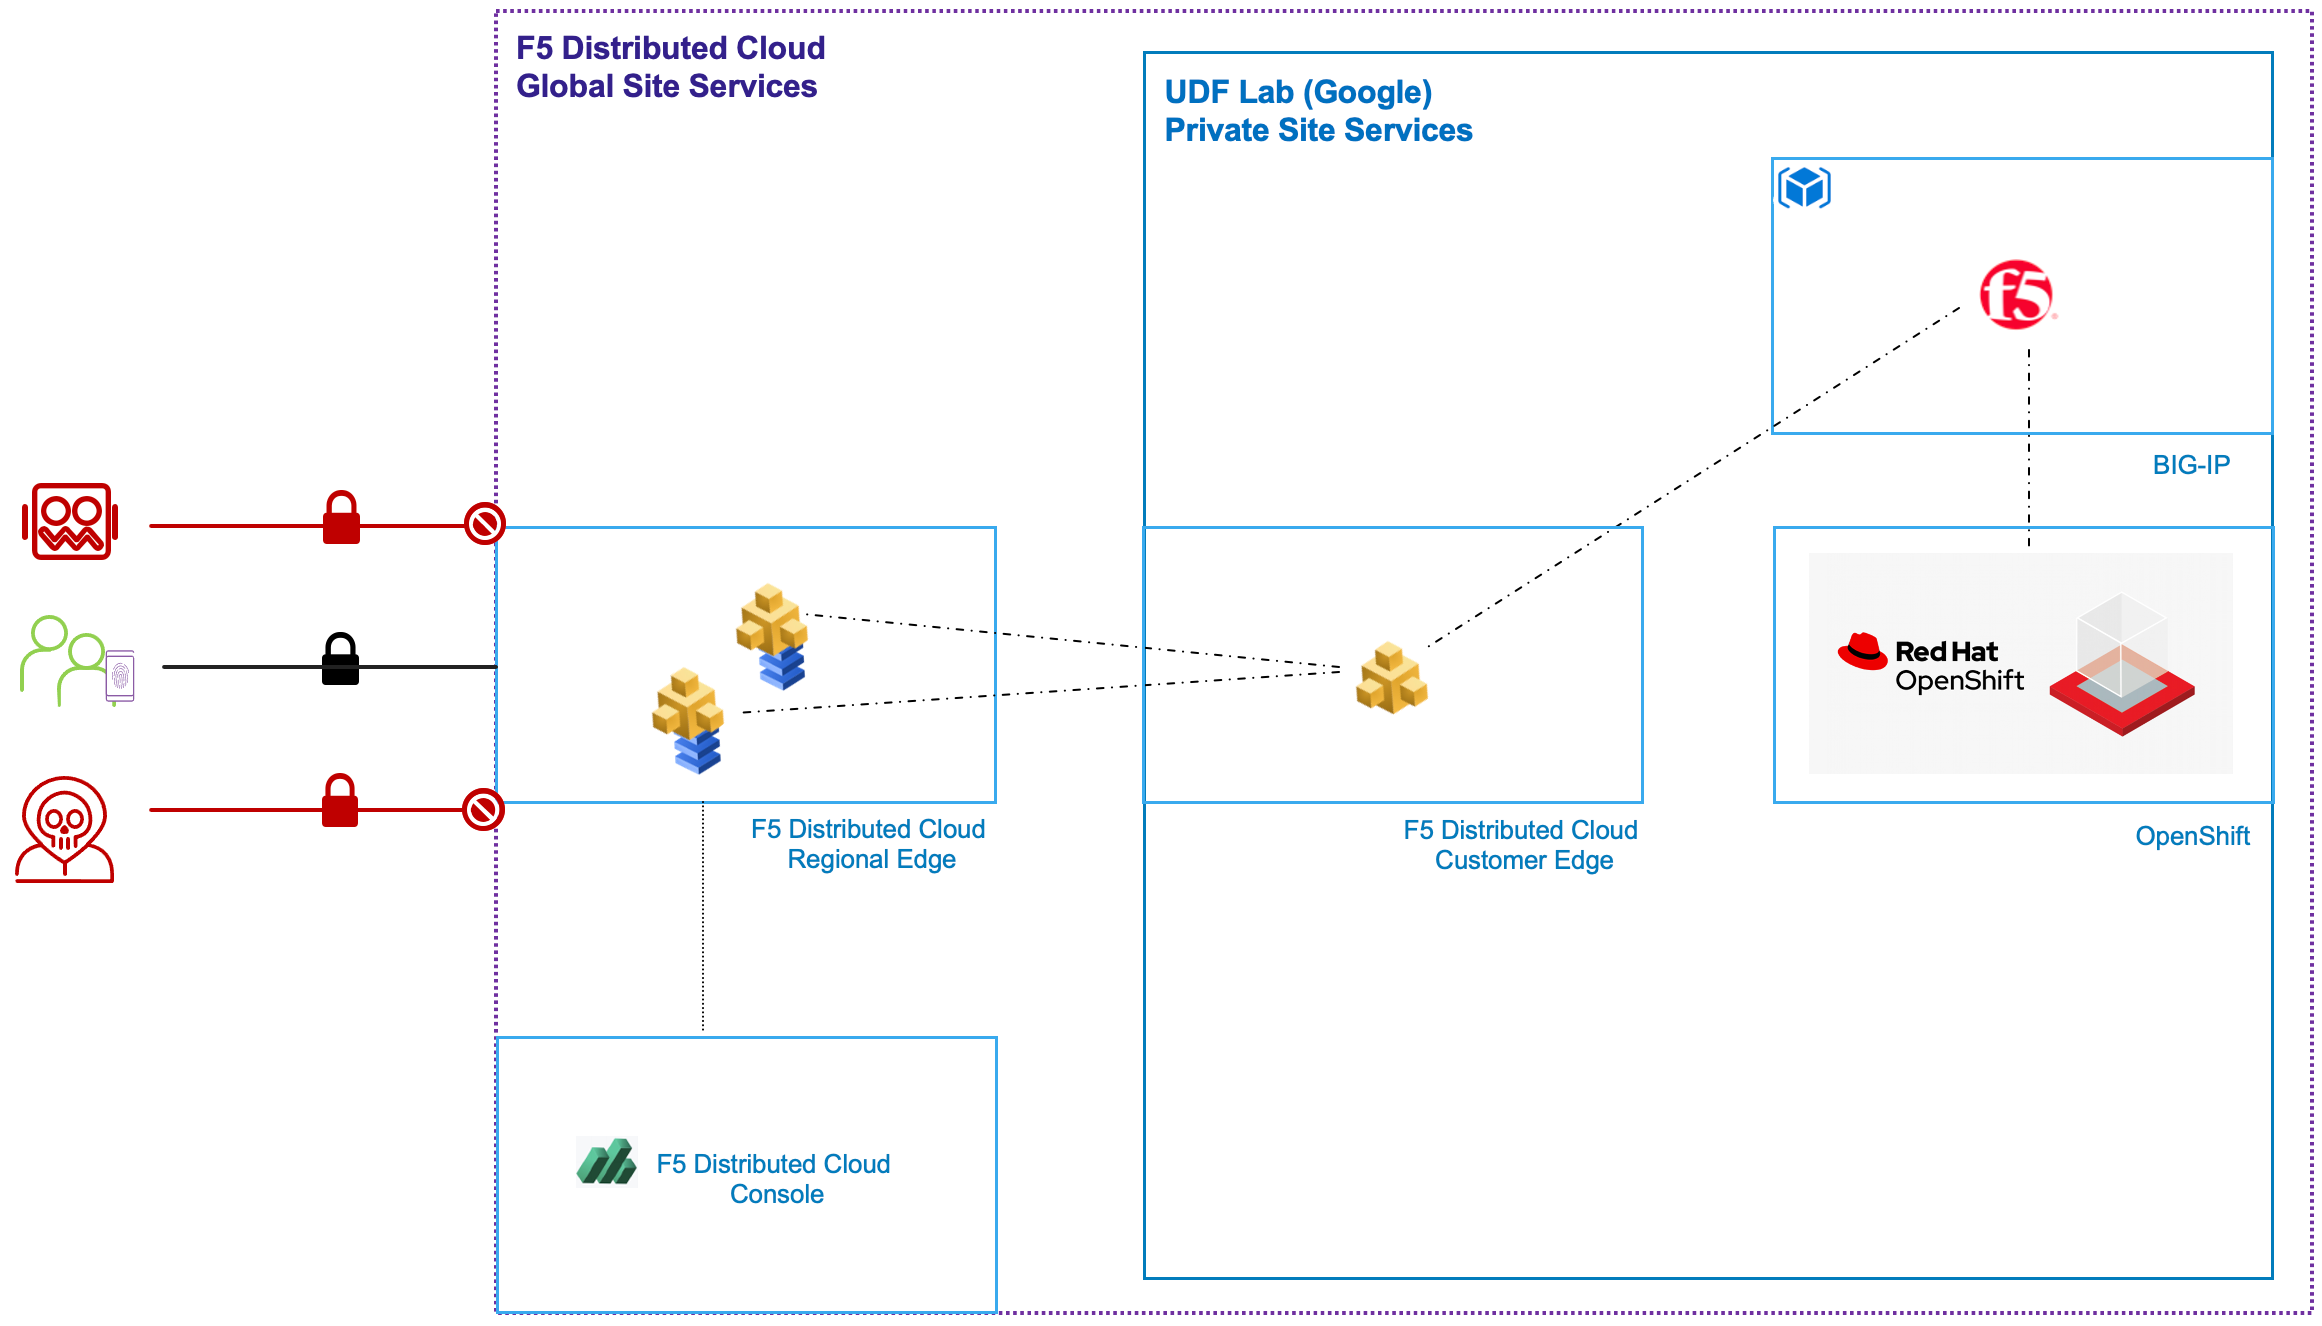 F5 Distributed Cloud
Global Site Services
UDF Lab (Google)
Private Site Services
f5
BIG-IP
Red Hat
OpenShift
F5 Distributed Cloud
Regional Edge
F5 Distributed Cloud
Customer Edge
OpenShift
F5 Distributed Cloud
Console